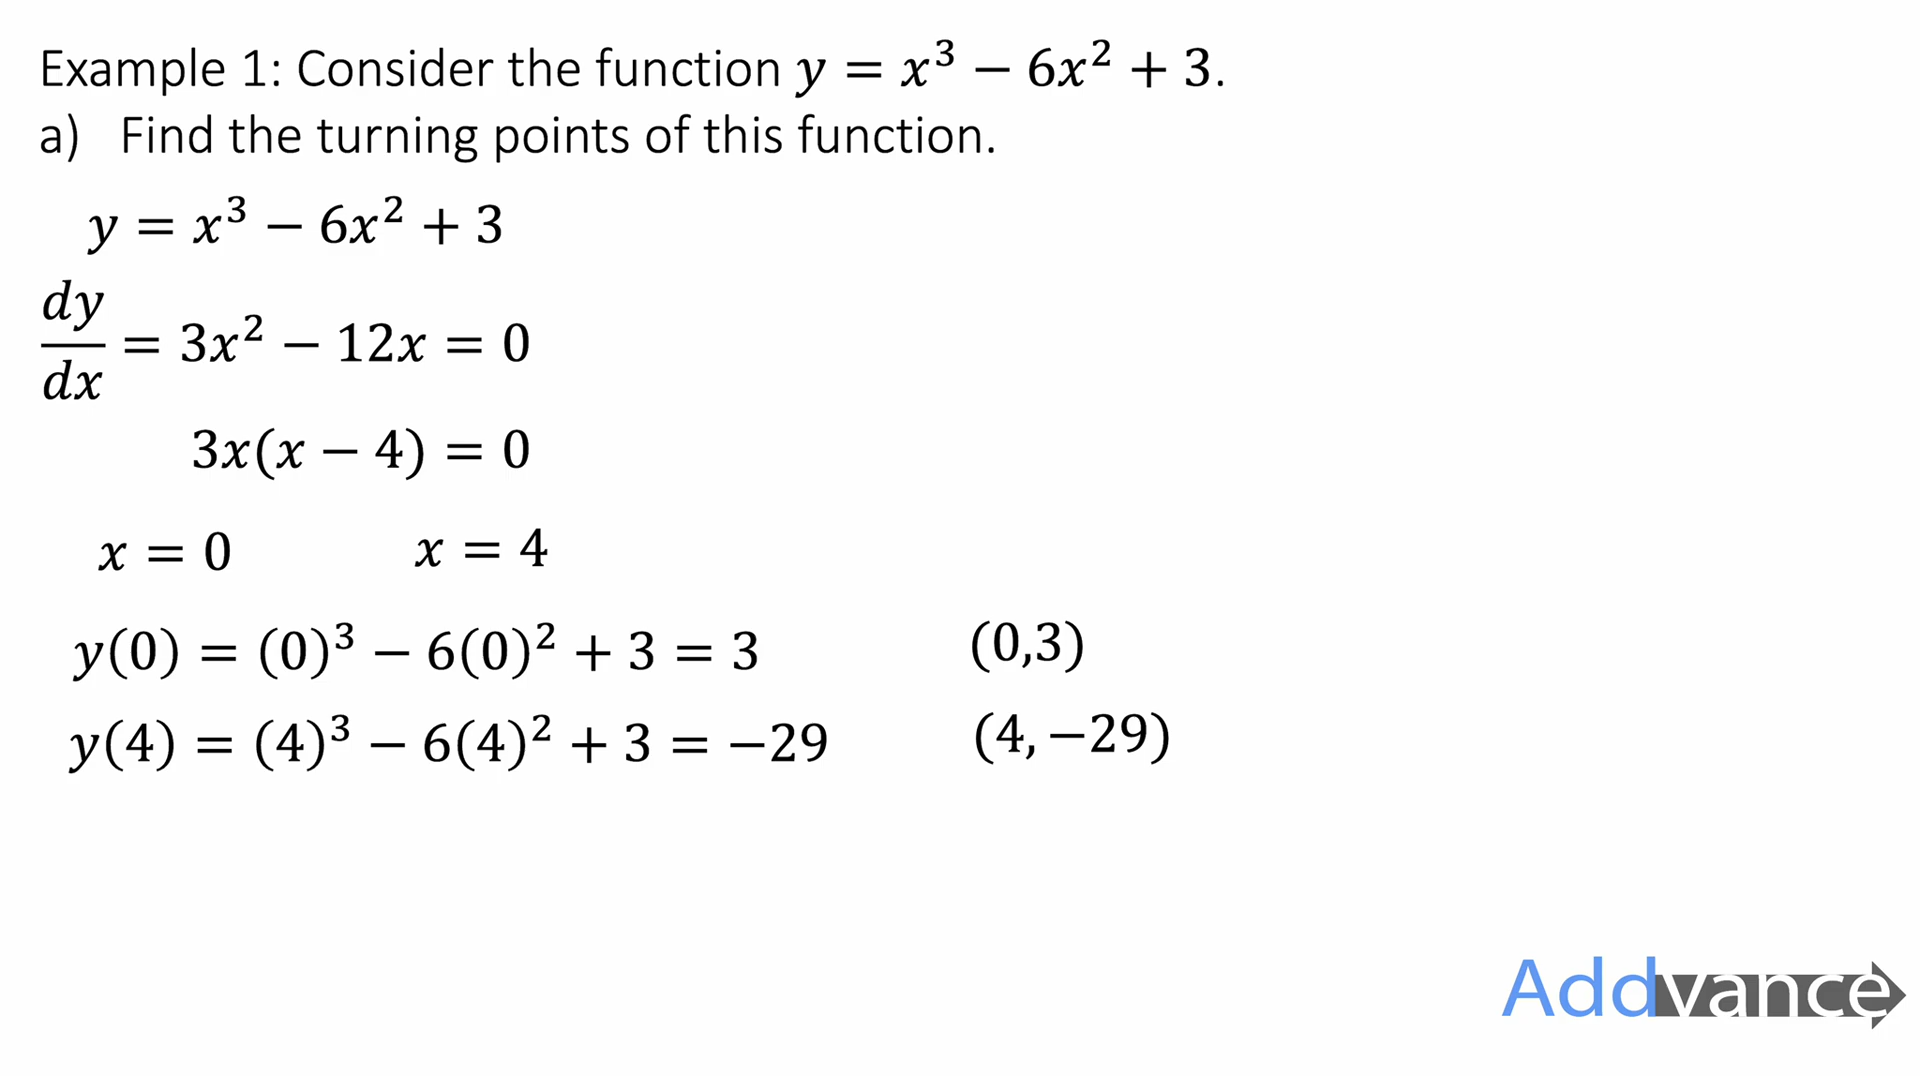 Example 1: Consider the function y = x³ − 6x² + 3.
a) Find the turning points of this function.
y = x³ − 6x² + 3
dy/dx = 3x² − 12x = 0
3x(x − 4) = 0
x = 0 x = 4
y(0) = (0)³ − 6(0)² + 3 = 3 (0,3)
y(4) = (4)³ − 6(4)² + 3 = −29 (4, −29)
Addvance